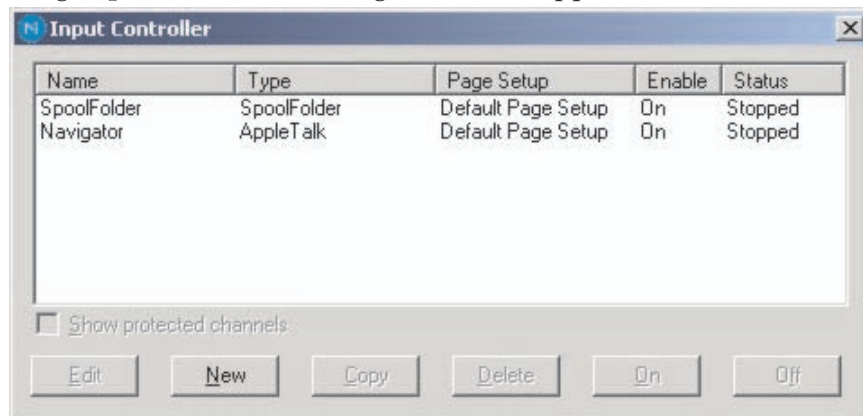 Input Controller
Name Type Page Setup Enable Status
SpoolFolder SpoolFolder Default Page Setup On Stopped
Navigator AppleTalk Default Page Setup On Stopped
Show protected channels
Edit New Copy Delete On Off